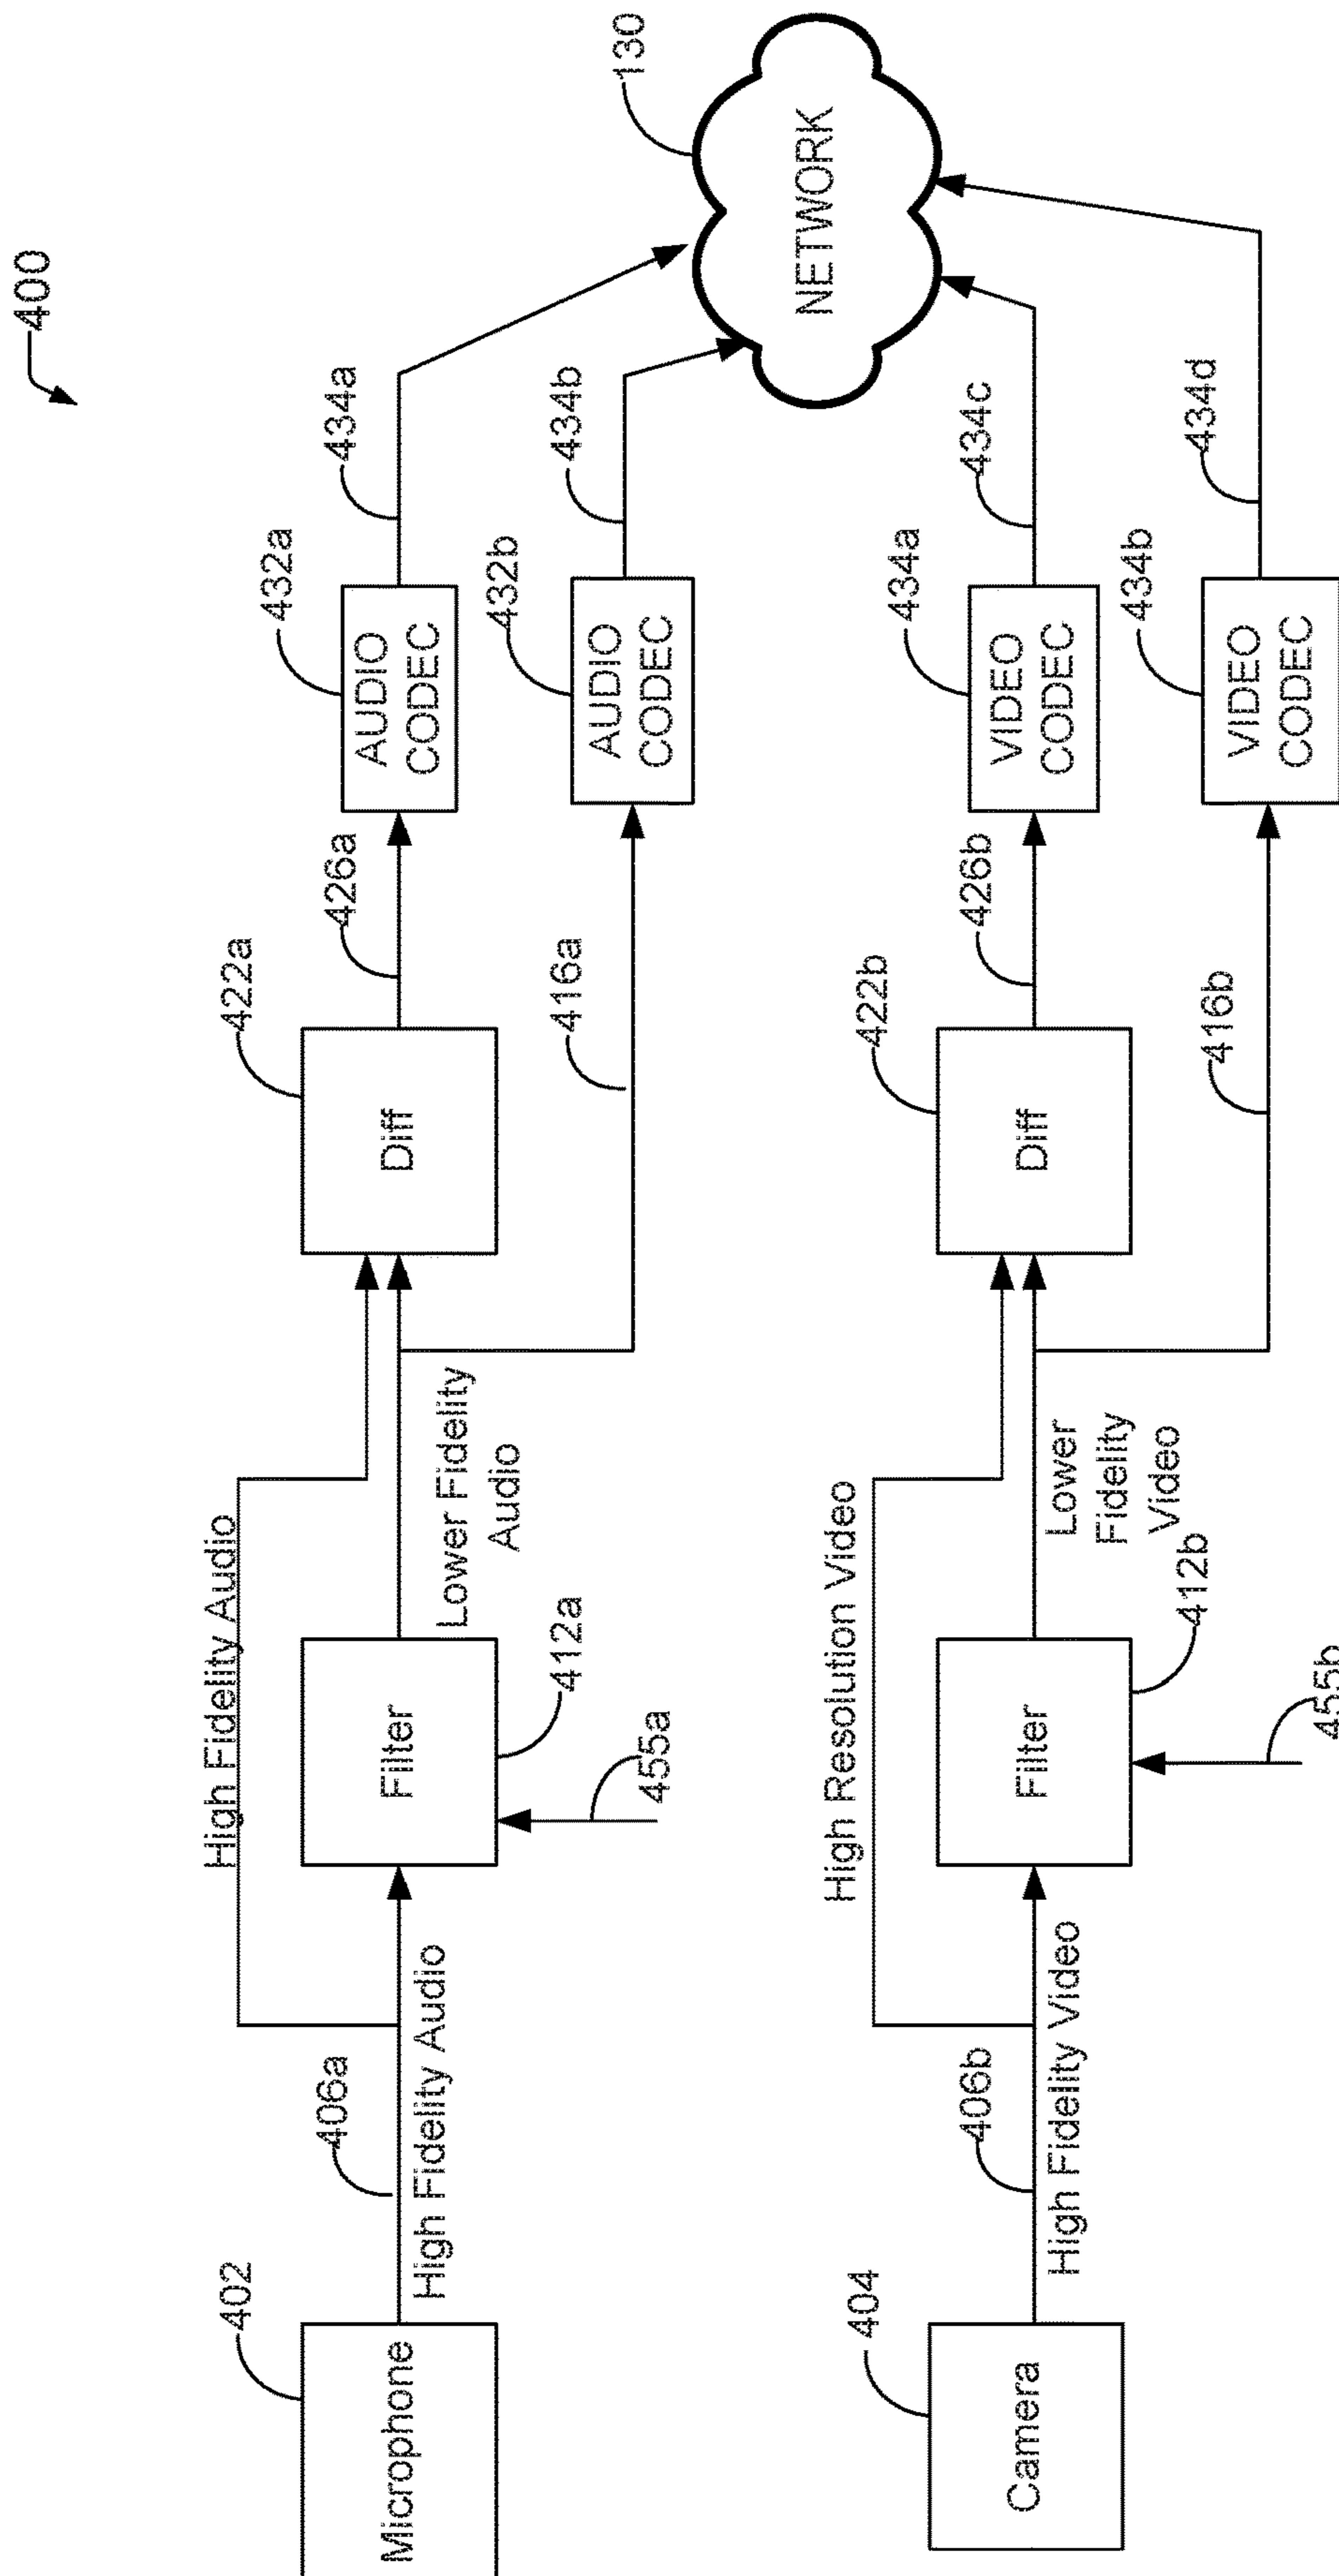 400
402
Microphone
406a
High Fidelity Audio
High Fidelity Audio
Filter
412a
455a
Lower Fidelity
Audio
422a
Diff
426a
416a
432a
AUDIO
CODEC
434a
432b
AUDIO
CODEC
434b
130
NETWORK
404
Camera
406b
High Fidelity Video
High Resolution Video
Filter
412b
455b
Lower
Fidelity
Video
422b
Diff
426b
416b
434a
VIDEO
CODEC
434c
434b
VIDEO
CODEC
434d